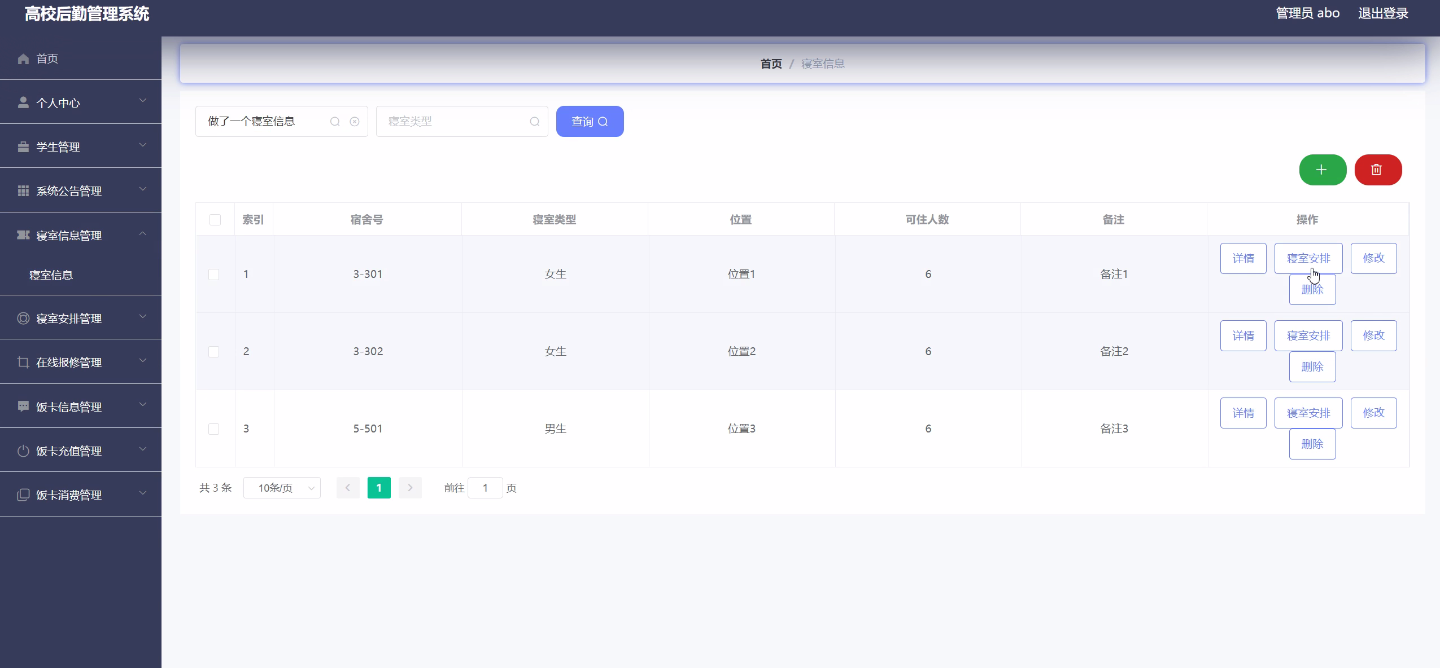 高校后勤管理系统
管理员 abo 退出登录
首页
个人中心
学生管理
系统公告管理
寝室信息管理
寝室信息
寝室安排管理
在线报修管理
饭卡信息管理
饭卡充值管理
饭卡消费管理
首页 / 寝室信息
做了一个寝室信息 寝室类型 查询
索引 宿舍号 寝室类型 位置 可住人数 备注 操作
1 3-301 女生 位置1 6 备注1 详情 寝室安排 修改
删除
2 3-302 女生 位置2 6 备注2 详情 寝室安排 修改
删除
3 5-501 男生 位置3 6 备注3 详情 寝室安排 修改
删除
共 3 条 10条/页 1 前往 1 页